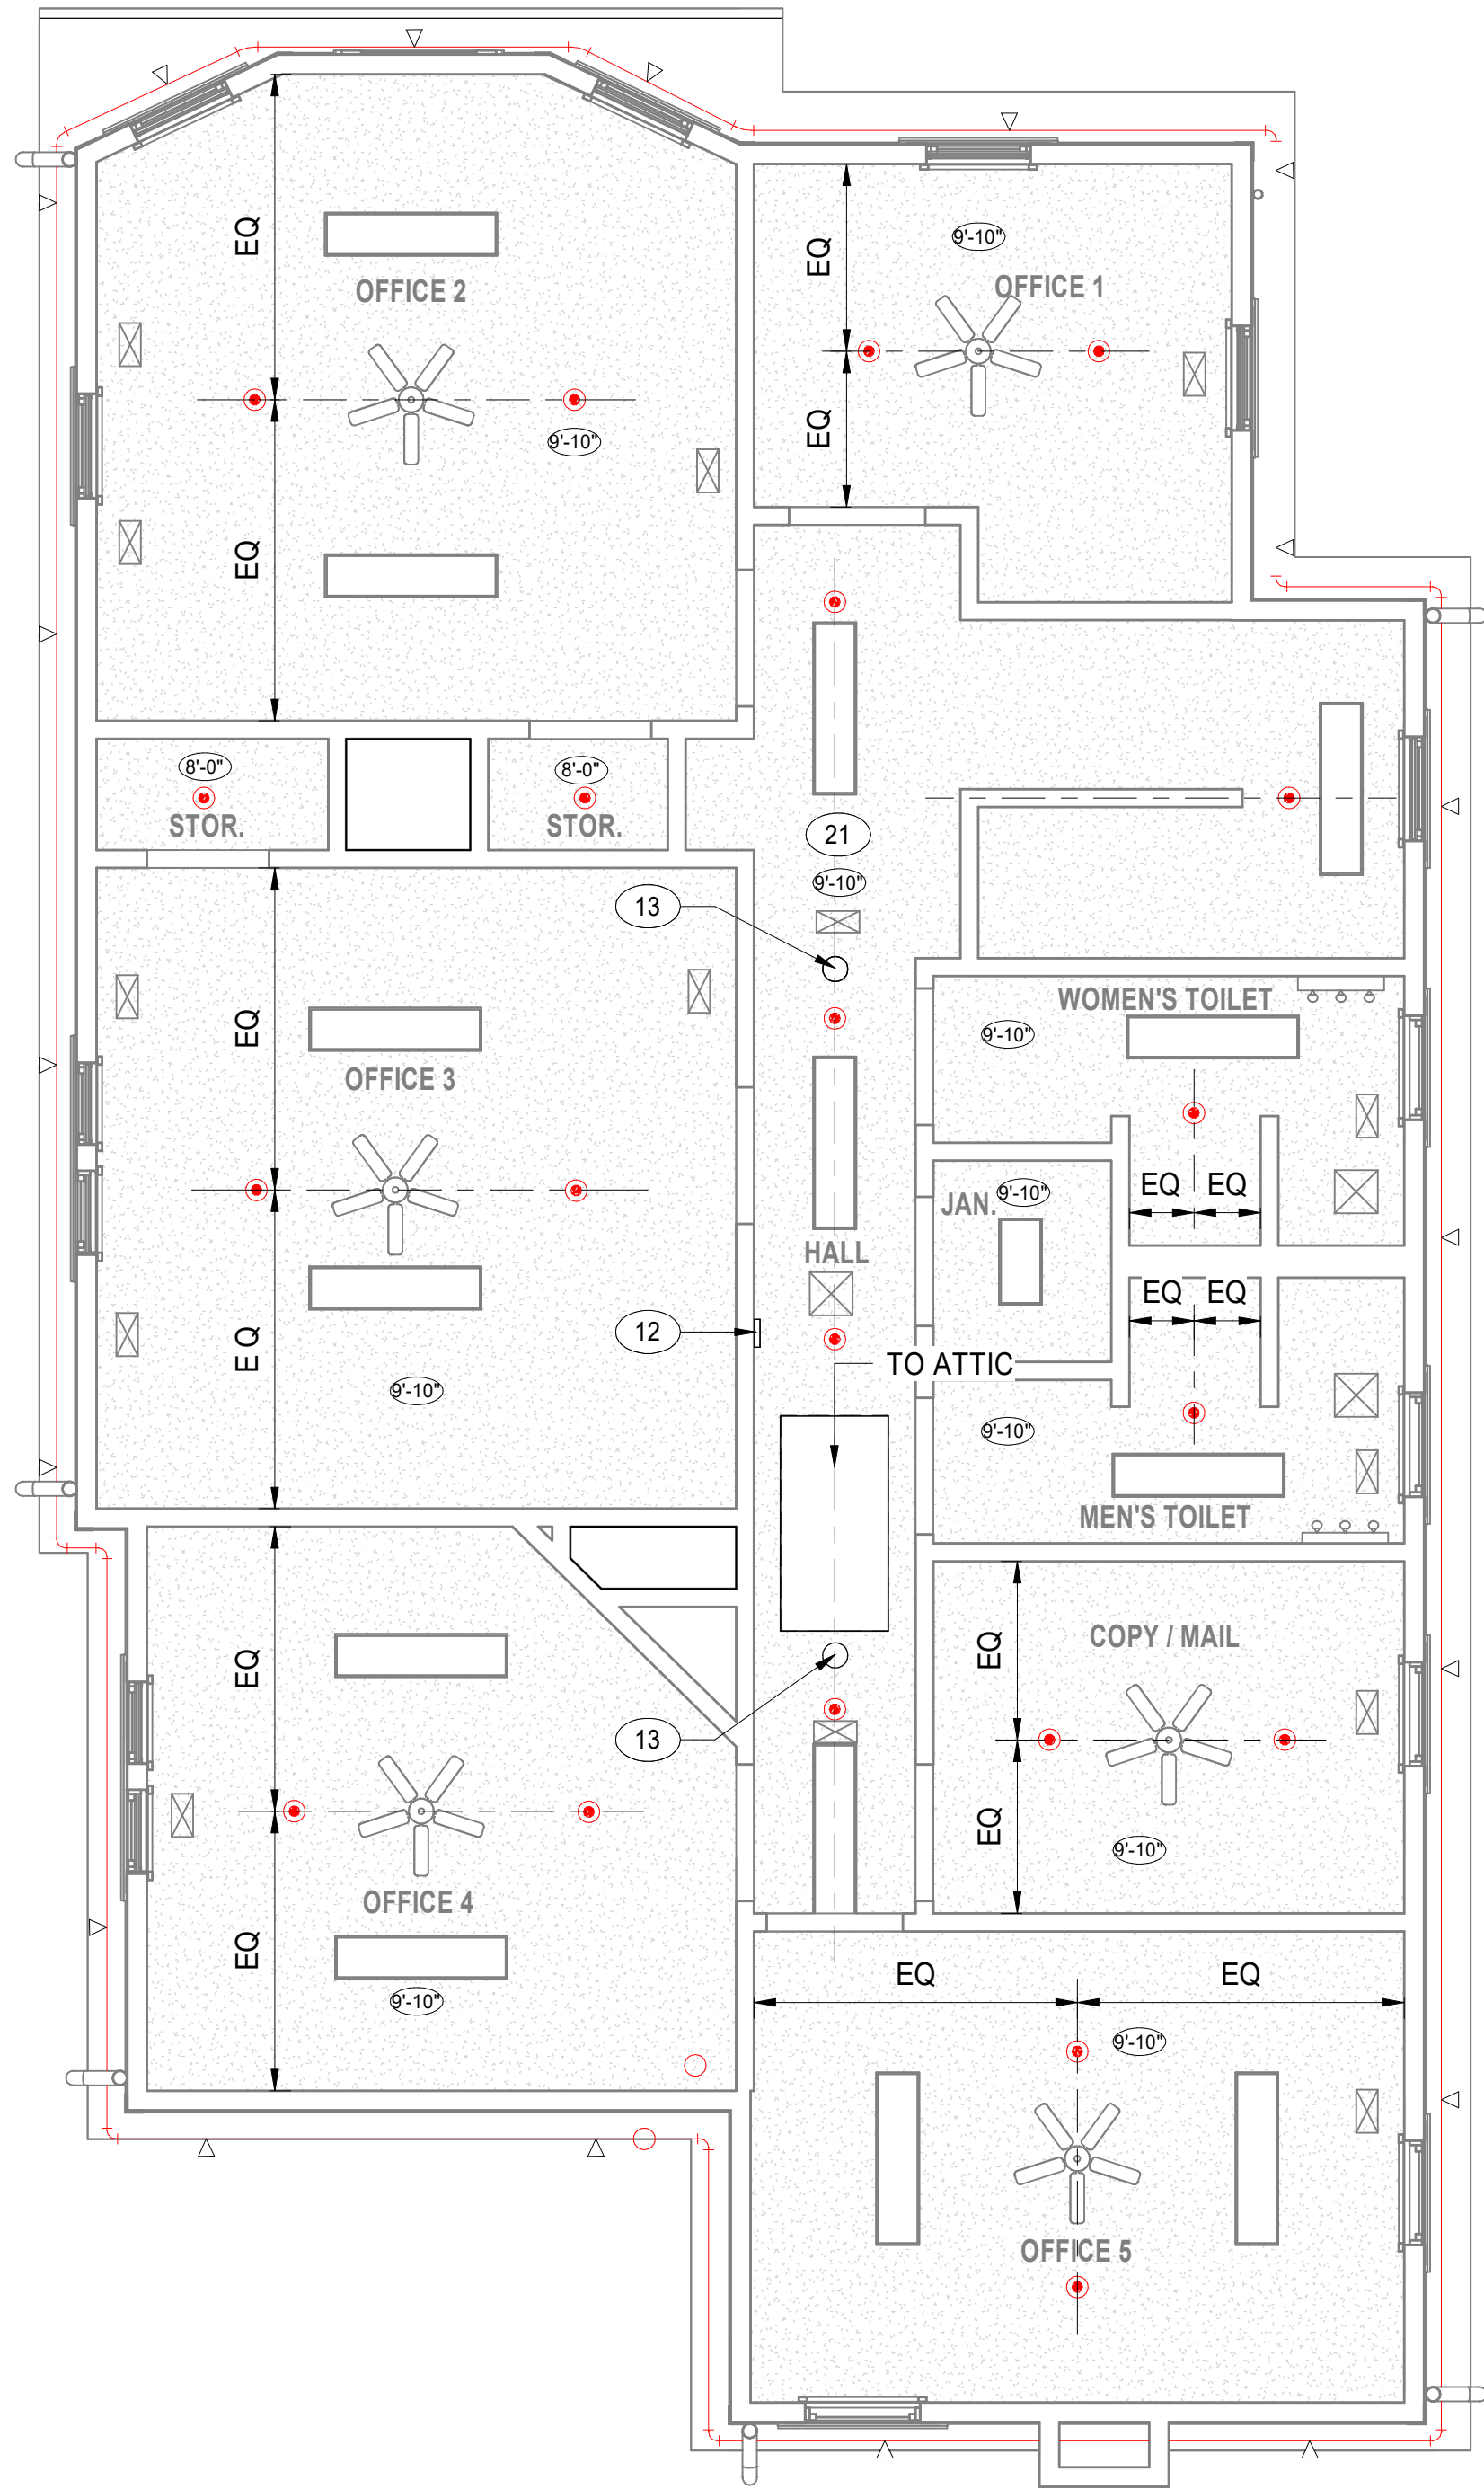 EQ
OFFICE 2
9'-10"
EQ
EQ
9'-10"
OFFICE 1
EQ
8'-0"
STOR.
8'-0"
STOR.
21
9'-10"
13
EQ
OFFICE 3
EQ
9'-10"
12
HALL
TO ATTIC
WOMEN'S TOILET
9'-10"
EQ EQ
JAN.
9'-10"
EQ EQ
9'-10"
MEN'S TOILET
EQ
OFFICE 4
EQ
9'-10"
13
COPY / MAIL
EQ
EQ
9'-10"
EQ EQ
9'-10"
OFFICE 5